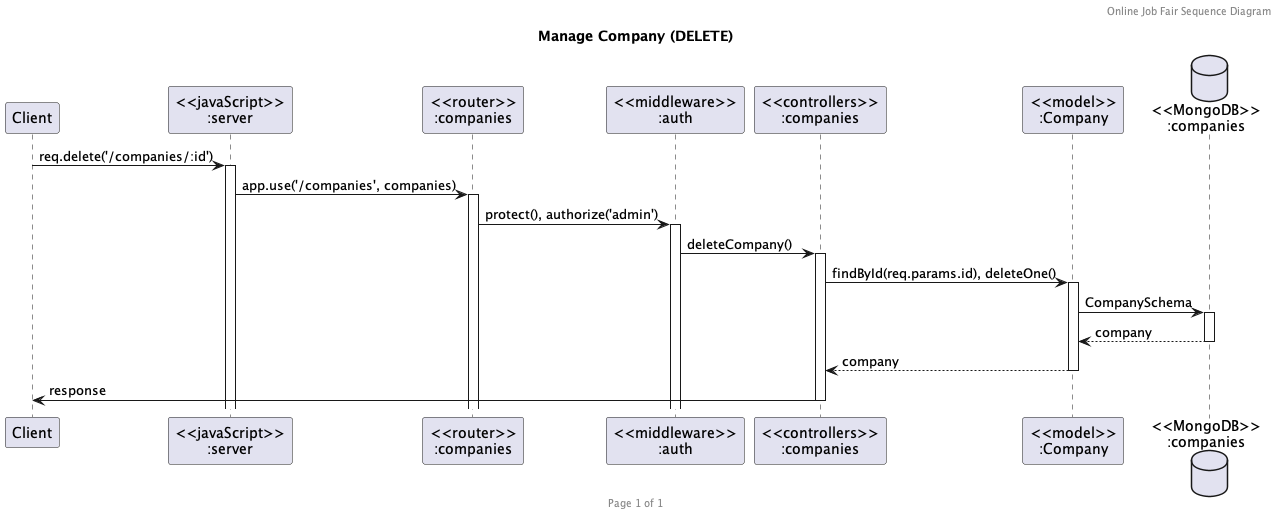 Online Job Fair Sequence Diagram
Manage Company (DELETE)
Client
<<javaScript>>
:server
<<router>>
:companies
<<middleware>>
:auth
<<controllers>>
:companies
<<model>>
:Company
<<MongoDB>>
:companies
req.delete('/companies/:id')
app.use('/companies', companies)
protect(), authorize('admin')
deleteCompany()
findById(req.params.id), deleteOne()
CompanySchema
company
company
response
Client
<<javaScript>>
:server
<<router>>
:companies
<<middleware>>
:auth
<<controllers>>
:companies
<<model>>
:Company
<<MongoDB>>
:companies
Page 1 of 1